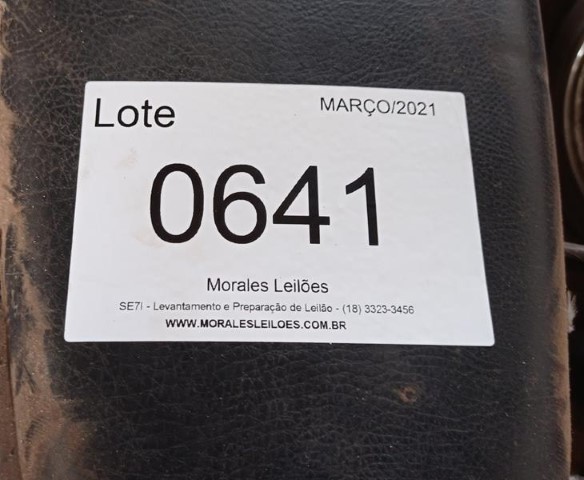 Lote MARÇO/2021
0641
Morales Leilões
SE7I - Levantamento e Preparação de Leilão - (18) 3323-3456
WWW.MORALESLEILOES.COM.BR